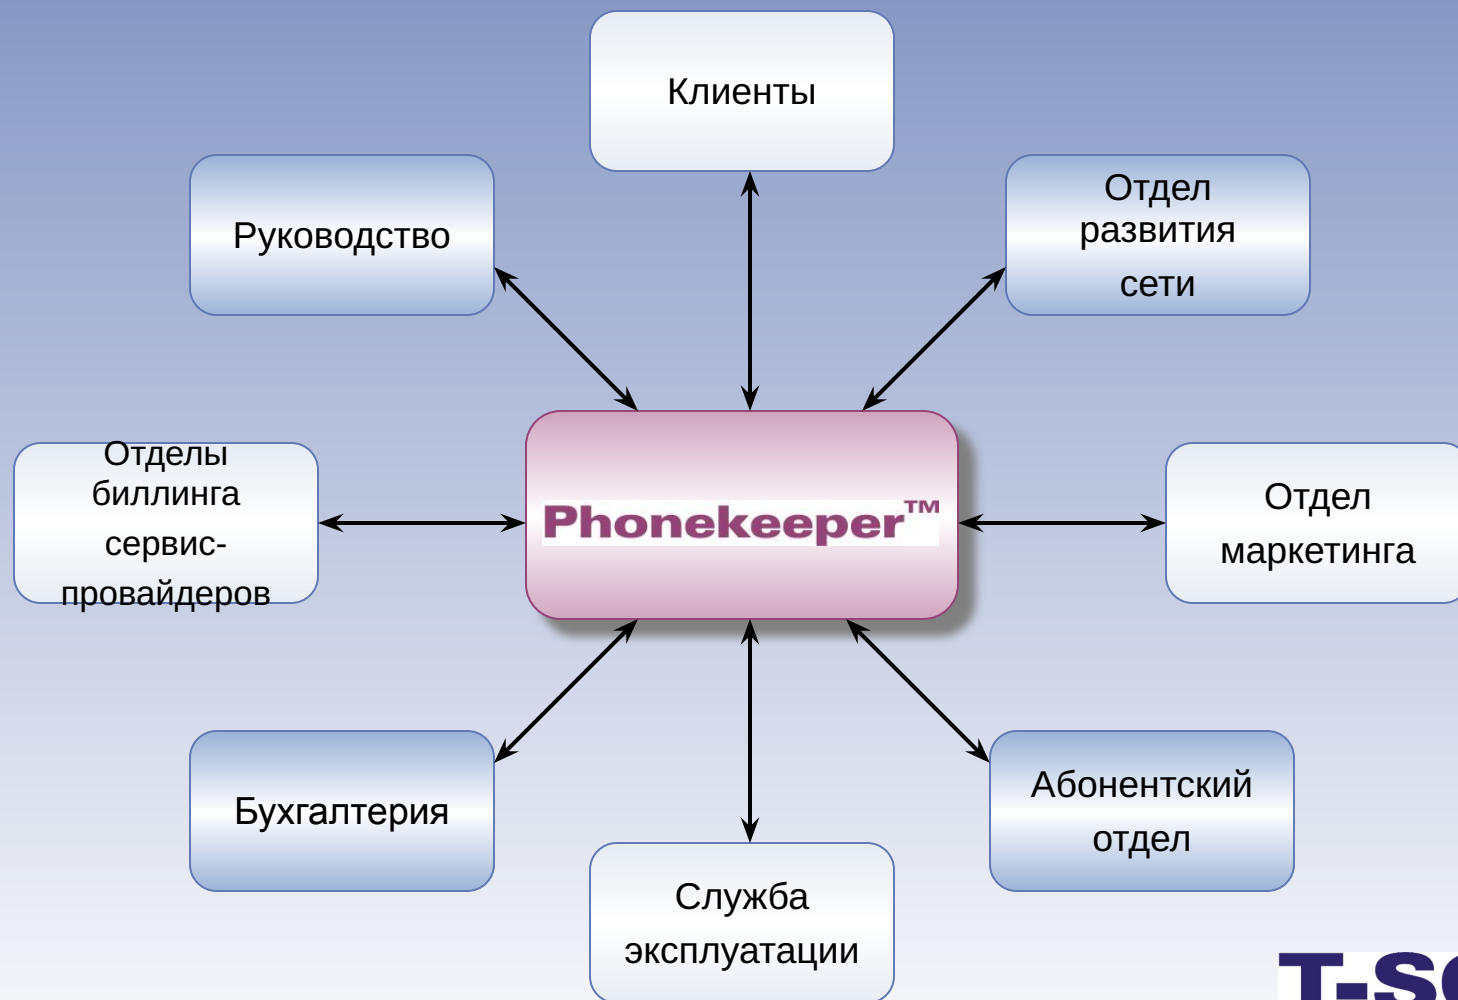 Клиенты
Руководство
Отдел
развития
сети
Отделы
биллинга
сервис-
провайдеров
Phonekeeper™
Отдел
маркетинга
Бухгалтерия
Абонентский
отдел
Служба
эксплуатации